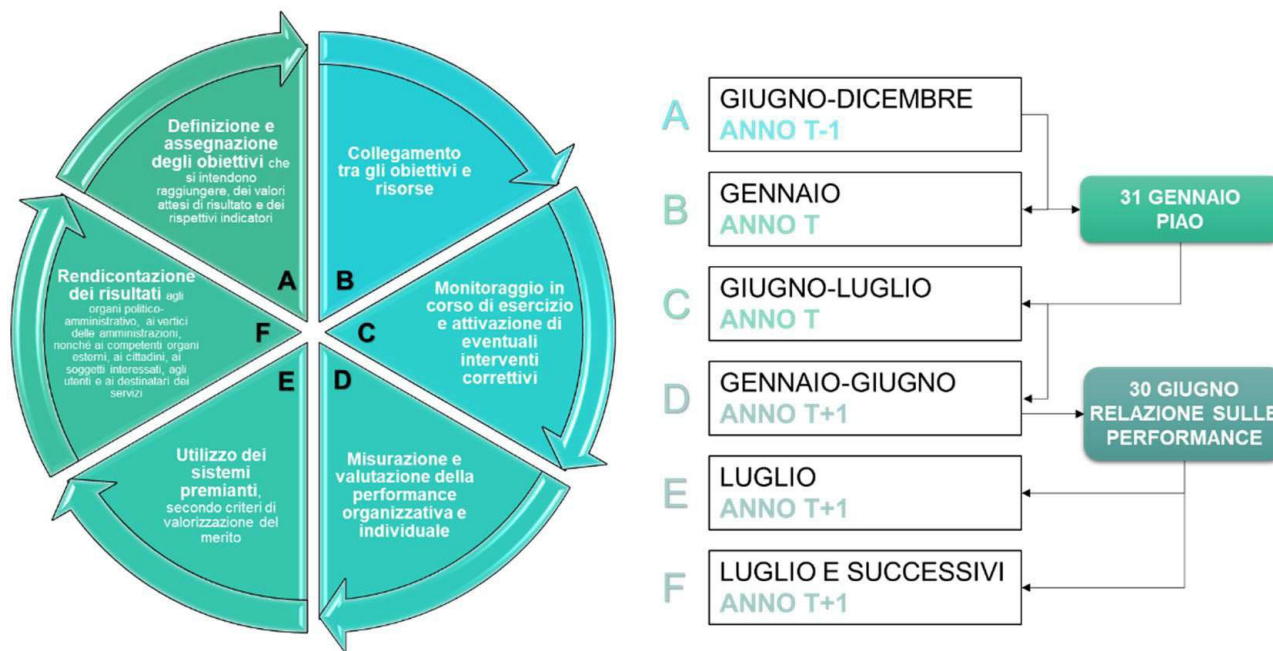 Definizione e
assegnazione
degli obiettivi che
si intendono
raggiungere, dei valori
attesi di risultato e dei
rispettivi indicatori
A
Collegamento
tra gli obiettivi e
risorse
B
Monitoraggio in
corso di esercizio
e attivazione di
eventuali
interventi
correttivi
C
Misurazione e
valutazione della
performance
organizzativa e
individuale
D
Utilizzo dei
sistemi
premianti,
secondo criteri di
valorizzazione del
merito
E
Rendicontazione
dei risultati agli
organi politico-
amministrativo, ai vertici
delle amministrazioni,
nonché ai competenti organi
esterni, ai cittadini, ai
soggetti interessati, agli
utenti e ai destinatari dei
servizi
F
A
GIUGNO-DICEMBRE
ANNO T-1
B
GENNAIO
ANNO T
31 GENNAIO
PIAO
C
GIUGNO-LUGLIO
ANNO T
D
GENNAIO-GIUGNO
ANNO T+1
30 GIUGNO
RELAZIONE SULLE
PERFORMANCE
E
LUGLIO
ANNO T+1
F
LUGLIO E SUCCESSIVI
ANNO T+1